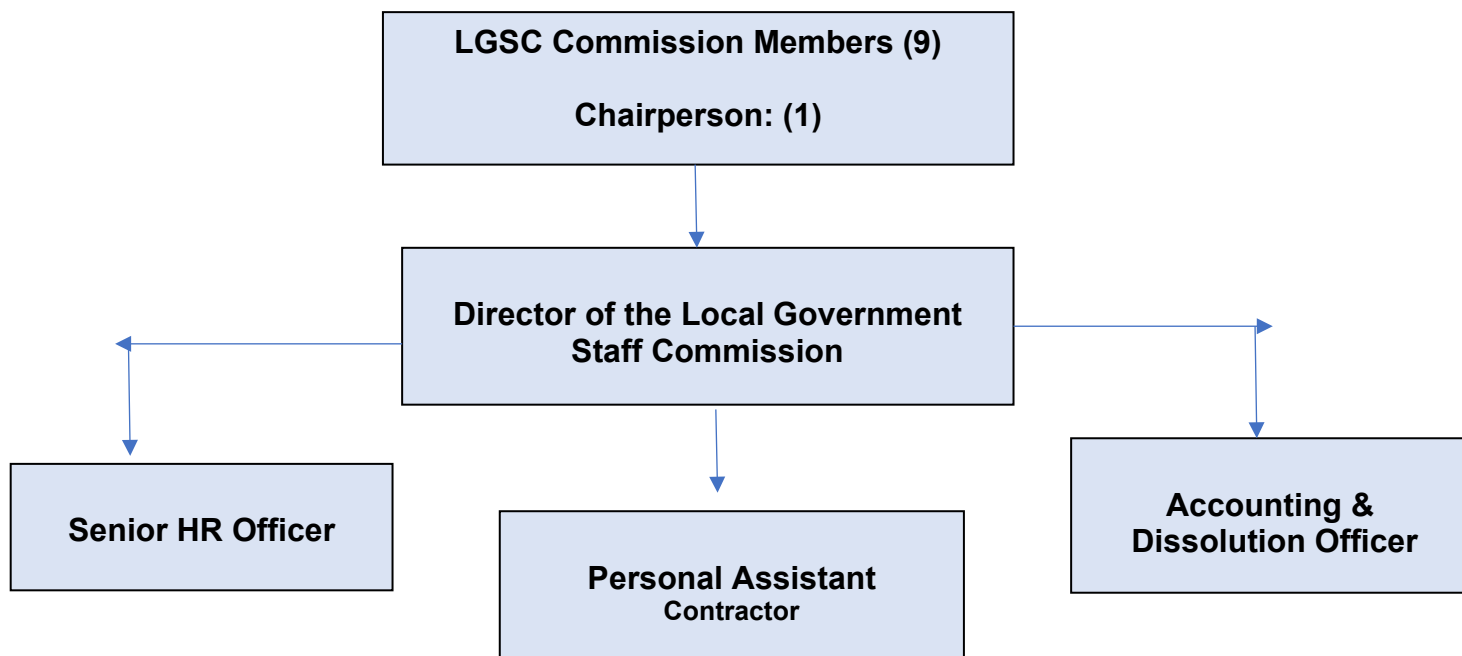 LGSC Commission Members (9)
Chairperson: (1)
Director of the Local Government
Staff Commission
Senior HR Officer
Personal Assistant
Contractor
Accounting &
Dissolution Officer